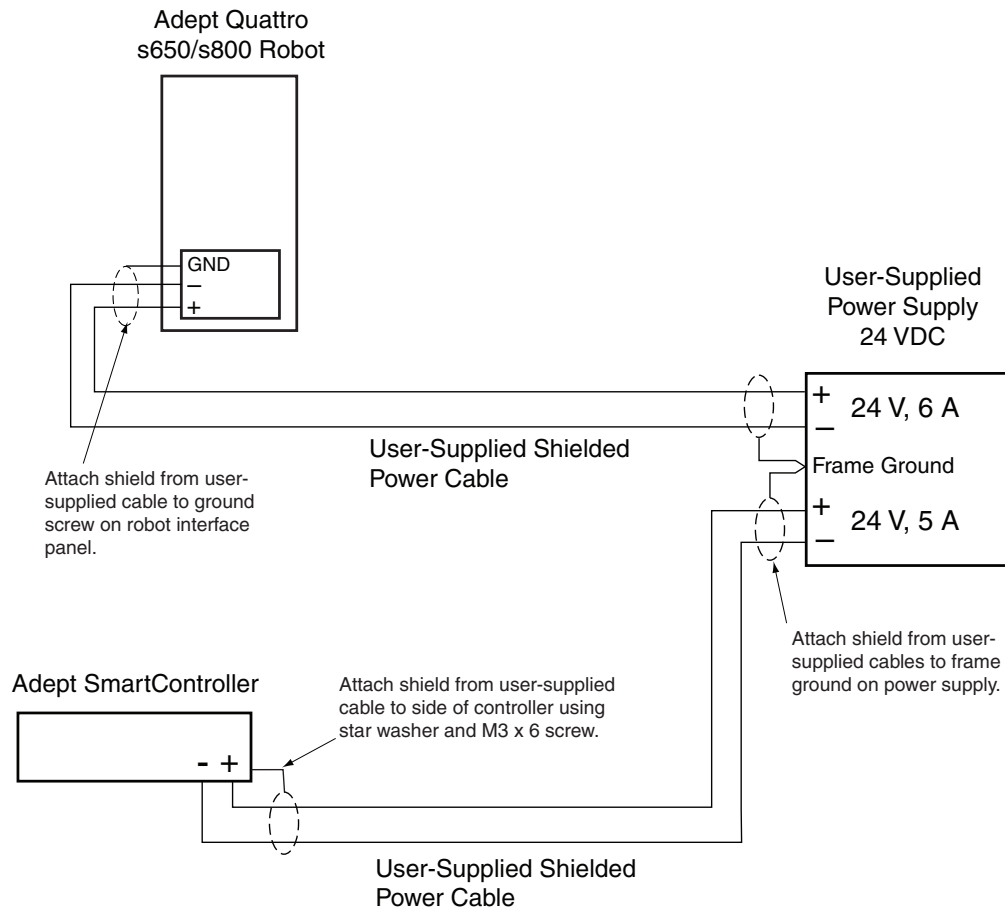 Adept Quattro
s650/s800 Robot
GND
–
+
User-Supplied
Power Supply
24 VDC
+ 24 V, 6 A
–
Frame Ground
+ 24 V, 5 A
–
User-Supplied Shielded
Power Cable
Attach shield from user-
supplied cable to ground
screw on robot interface
panel.
Attach shield from user-
supplied cables to frame
ground on power supply.
Adept SmartController
- +
Attach shield from user-supplied
cable to side of controller using
star washer and M3 x 6 screw.
User-Supplied Shielded
Power Cable